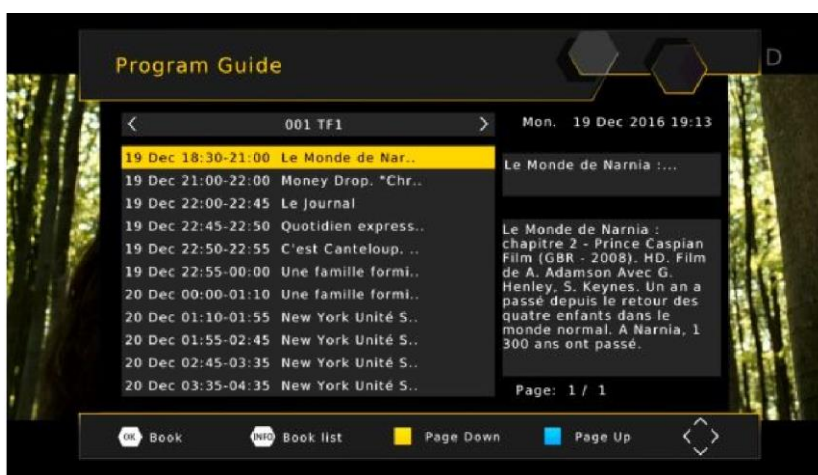 Program Guide
D
< 001 TF1 >
Mon. 19 Dec 2016 19:13
19 Dec 18:30-21:00 Le Monde de Nar..
19 Dec 21:00-22:00 Money Drop. "Chr..
19 Dec 22:00-22:45 Le Journal
19 Dec 22:45-22:50 Quotidien express..
19 Dec 22:50-22:55 C'est Canteloup. ..
19 Dec 22:55-00:00 Une famille formi..
20 Dec 00:00-01:10 Une famille formi..
20 Dec 01:10-01:55 New York Unité S..
20 Dec 01:55-02:45 New York Unité S..
20 Dec 02:45-03:35 New York Unité S..
20 Dec 03:35-04:35 New York Unité S..
Le Monde de Narnia :...
Le Monde de Narnia :
chapitre 2 - Prince Caspian
Film (GBR - 2008). HD. Film
de A. Adamson Avec G.
Henley, S. Keynes. Un an a
passé depuis le retour des
quatre enfants dans le
monde normal. A Narnia, 1
300 ans ont passé.
Page: 1 / 1
OK Book
INFO Book list
Page Down
Page Up